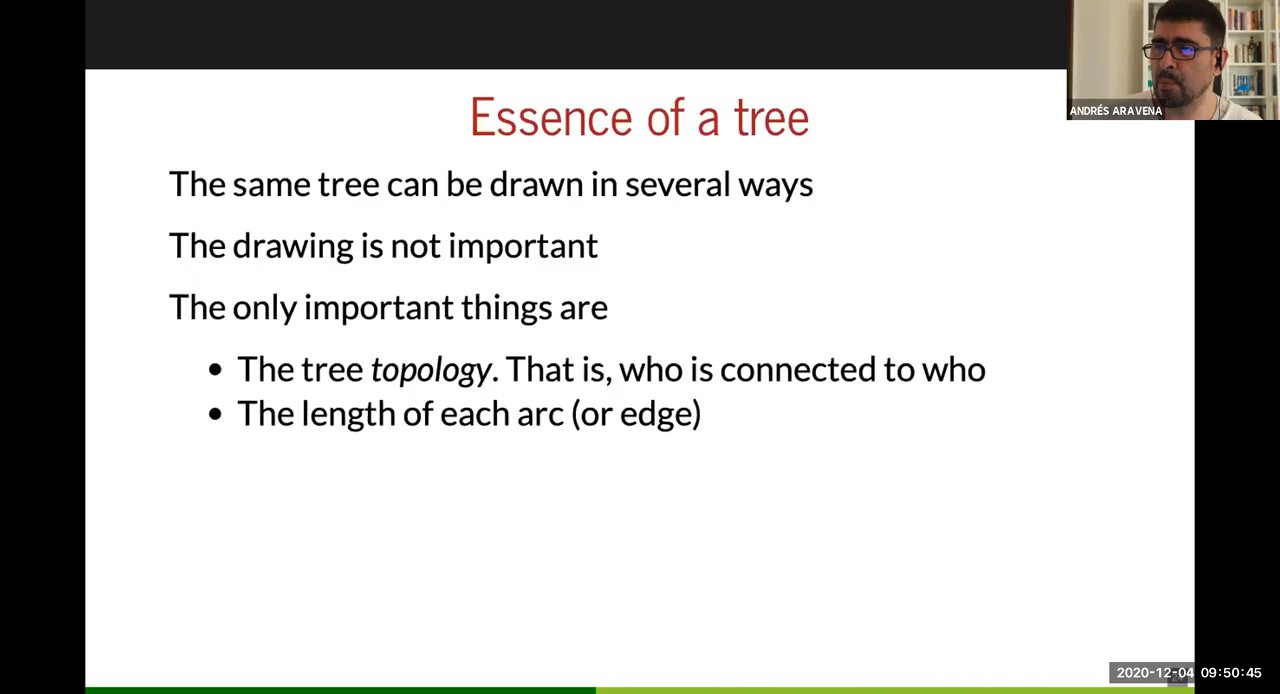 ANDRÉS ARAVENA
Essence of a tree
The same tree can be drawn in several ways
The drawing is not important
The only important things are
• The tree topology. That is, who is connected to who
• The length of each arc (or edge)
2020-12-04 09:50:45